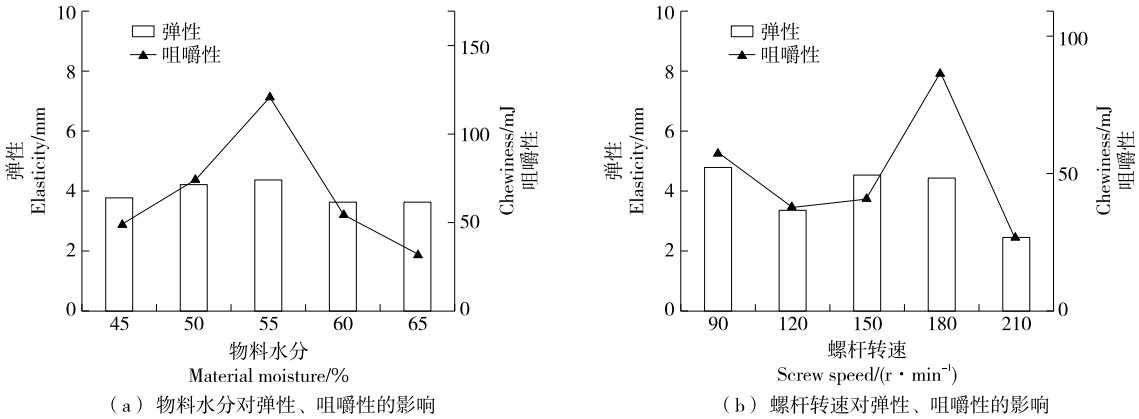 10
8
6
4
2
0
弹性
Elasticity/mm
弹性
咀嚼性
150
100
50
0
Chewiness/mJ
咀嚼性
45 50 55 60 65
物料水分
Material moisture/%
(a) 物料水分对弹性、咀嚼性的影响
10
8
6
4
2
0
弹性
Elasticity/mm
弹性
咀嚼性
100
50
0
Chewiness/mJ
咀嚼性
90 120 150 180 210
螺杆转速
Screw speed/(r·min⁻¹)
(b) 螺杆转速对弹性、咀嚼性的影响